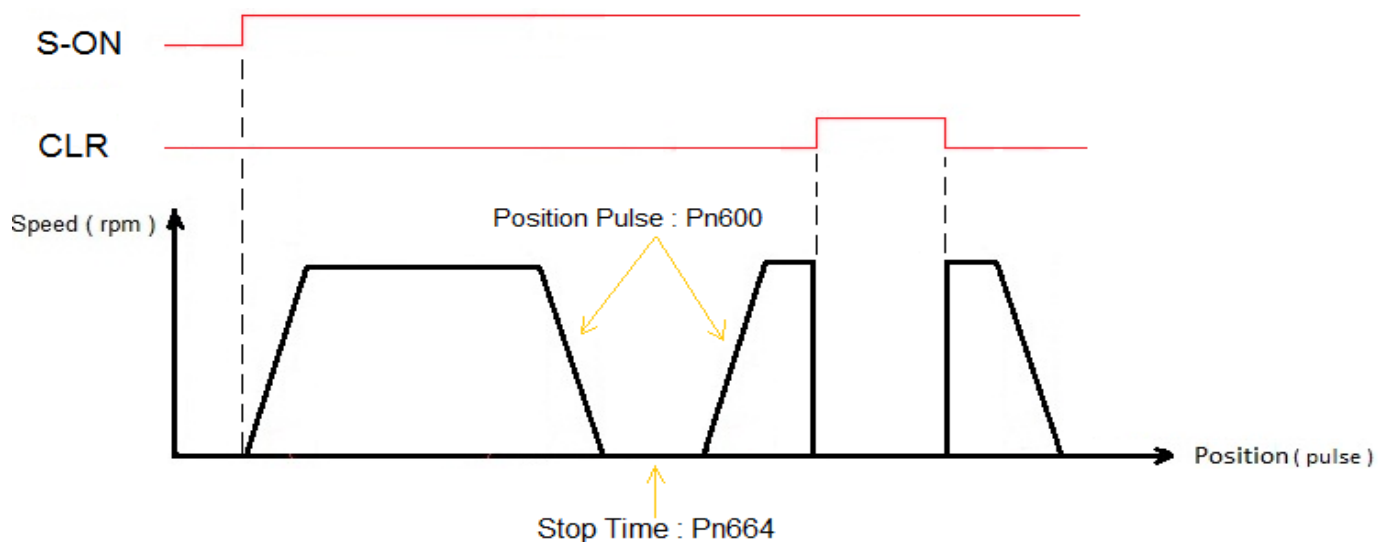 S-ON
CLR
Speed ( rpm )
Position Pulse : Pn600
Position ( pulse )
Stop Time : Pn664